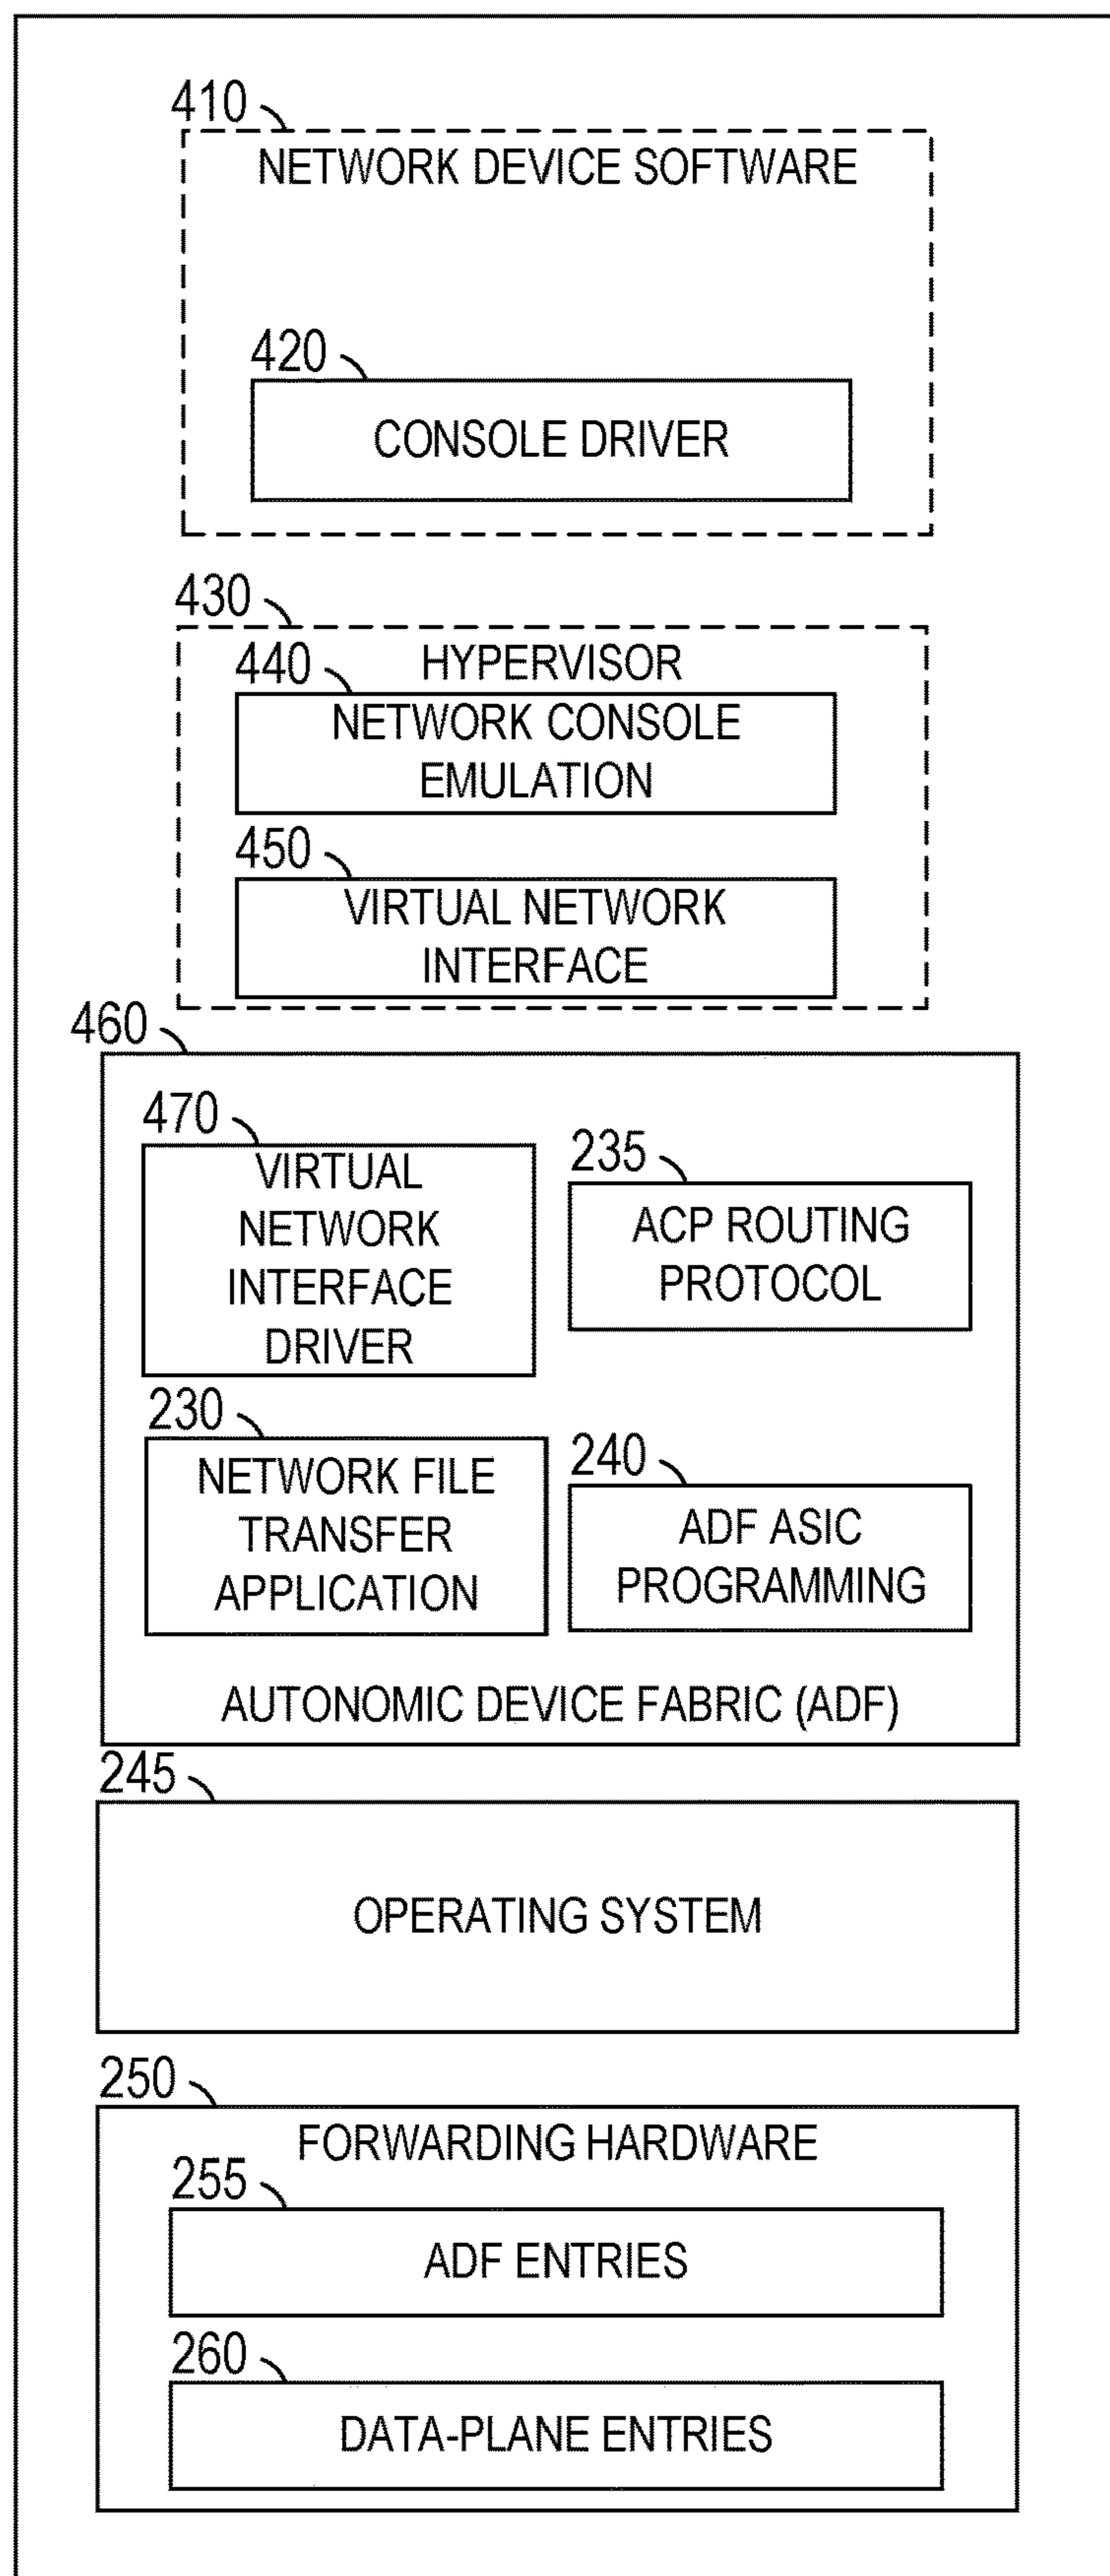 410
NETWORK DEVICE SOFTWARE
420
CONSOLE DRIVER
430
HYPERVISOR
440
NETWORK CONSOLE
EMULATION
450
VIRTUAL NETWORK
INTERFACE
460
470
VIRTUAL
NETWORK
INTERFACE
DRIVER
235
ACP ROUTING
PROTOCOL
230
NETWORK FILE
TRANSFER
APPLICATION
240
ADF ASIC
PROGRAMMING
AUTONOMIC DEVICE FABRIC (ADF)
245
OPERATING SYSTEM
250
FORWARDING HARDWARE
255
ADF ENTRIES
260
DATA-PLANE ENTRIES